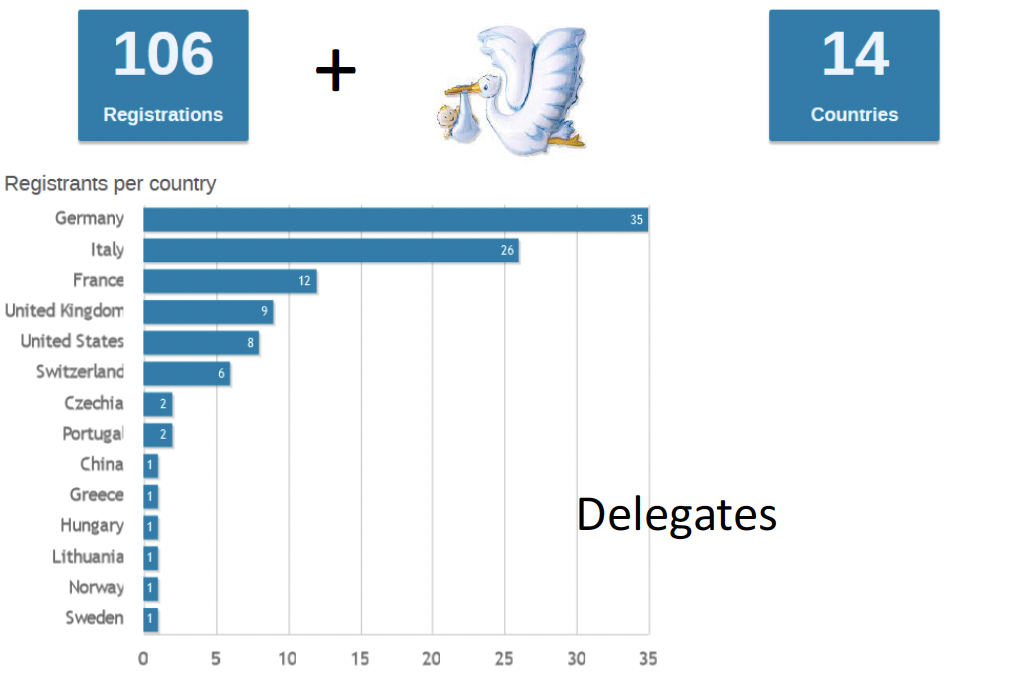 106
Registrations
+
14
Countries
Registrants per country
Germany 35
Italy 26
France 12
United Kingdom 9
United States 8
Switzerland 6
Czechia 2
Portugal 2
China 1
Greece 1
Hungary 1
Lithuania 1
Norway 1
Sweden 1
Delegates
0 5 10 15 20 25 30 35